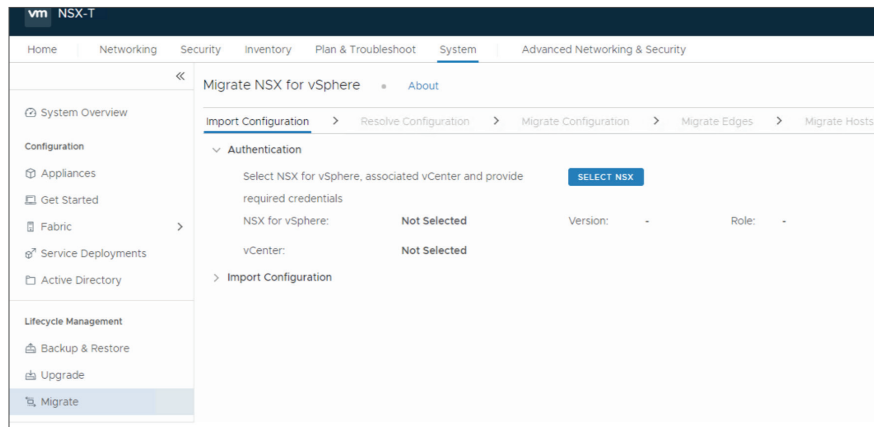 vm NSX-T
Home Networking Security Inventory Plan & Troubleshoot System Advanced Networking & Security
«
Migrate NSX for vSphere • About
System Overview
Import Configuration > Resolve Configuration > Migrate Configuration > Migrate Edges > Migrate Hosts
Configuration
Authentication
Appliances
Select NSX for vSphere, associated vCenter and provide
required credentials
SELECT NSX
Get Started
NSX for vSphere: Not Selected Version: - Role: -
Fabric >
vCenter: Not Selected
Service Deployments
> Import Configuration
Active Directory
Lifecycle Management
Backup & Restore
Upgrade
Migrate